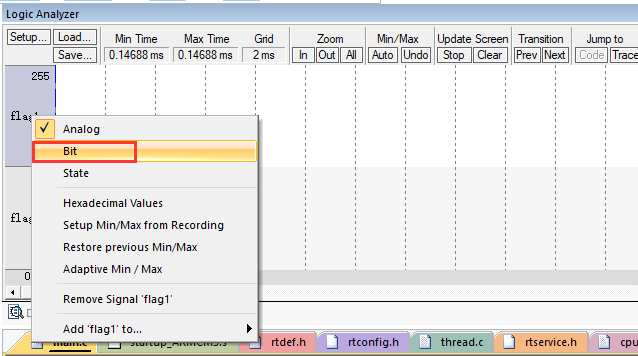 Logic Analyzer
Setup... Load... Min Time Max Time Grid Zoom Min/Max Update Screen Transition Jump to
Save... 0.14688 ms 0.14688 ms 2 ms In Out All Auto Undo Stop Clear Prev Next Code Trace
255
Analog
Bit
State
Hexadecimal Values
Setup Min/Max from Recording
Restore previous Min/Max
Adaptive Min / Max
Remove Signal 'flag1'
Add 'flag1' to...
flag
0
main.c rtdef.h rtconfig.h thread.c rtservice.h cpu